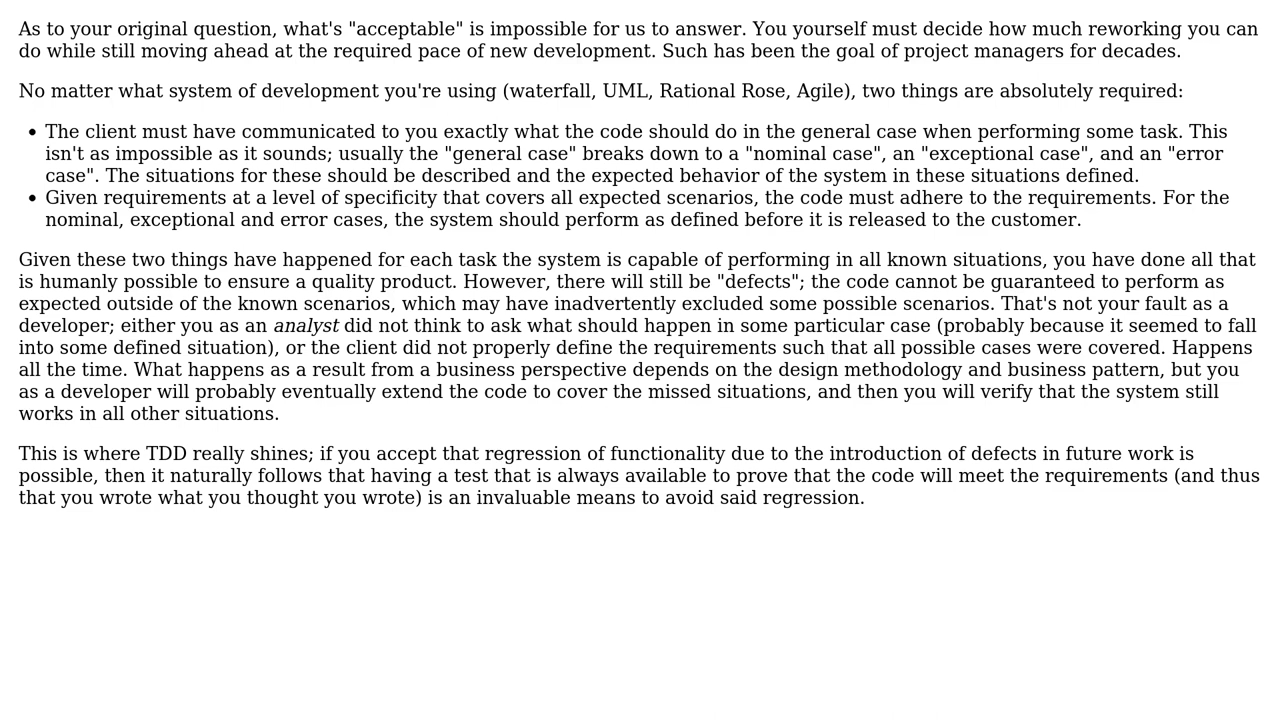 As to your original question, what's "acceptable" is impossible for us to answer. You yourself must decide how much reworking you can
do while still moving ahead at the required pace of new development. Such has been the goal of project managers for decades.
No matter what system of development you're using (waterfall, UML, Rational Rose, Agile), two things are absolutely required:
• The client must have communicated to you exactly what the code should do in the general case when performing some task. This
isn't as impossible as it sounds; usually the "general case" breaks down to a "nominal case", an "exceptional case", and an "error
case". The situations for these should be described and the expected behavior of the system in these situations defined.
• Given requirements at a level of specificity that covers all expected scenarios, the code must adhere to the requirements. For the
nominal, exceptional and error cases, the system should perform as defined before it is released to the customer.
Given these two things have happened for each task the system is capable of performing in all known situations, you have done all that
is humanly possible to ensure a quality product. However, there will still be "defects"; the code cannot be guaranteed to perform as
expected outside of the known scenarios, which may have inadvertently excluded some possible scenarios. That's not your fault as a
developer; either you as an analyst did not think to ask what should happen in some particular case (probably because it seemed to fall
into some defined situation), or the client did not properly define the requirements such that all possible cases were covered. Happens
all the time. What happens as a result from a business perspective depends on the design methodology and business pattern, but you
as a developer will probably eventually extend the code to cover the missed situations, and then you will verify that the system still
works in all other situations.
This is where TDD really shines; if you accept that regression of functionality due to the introduction of defects in future work is
possible, then it naturally follows that having a test that is always available to prove that the code will meet the requirements (and thus
that you wrote what you thought you wrote) is an invaluable means to avoid said regression.